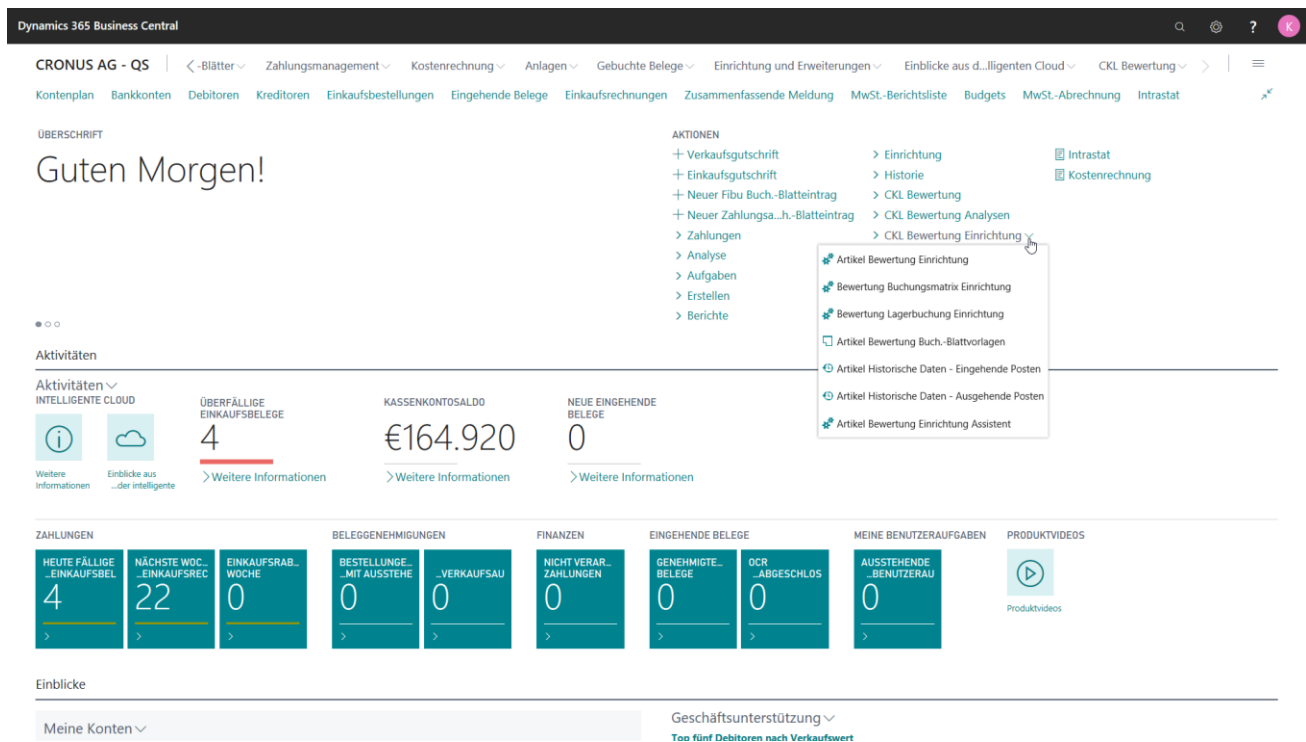 Dynamics 365 Business Central
?
K
CRONUS AG - QS
-Blätter
Zahlungsmanagement
Kostenrechnung
Anlagen
Gebuchte Belege
Einrichtung und Erweiterungen
Einblicke aus d...lligenten Cloud
CKL Bewertung
Kontenplan
Bankkonten
Debitoren
Kreditoren
Einkaufsbestellungen
Eingehende Belege
Einkaufsrechnungen
Zusammenfassende Meldung
MwSt.-Berichtsliste
Budgets
MwSt.-Abrechnung
Intrastat
ÜBERSCHRIFT
Guten Morgen!
AKTIONEN
+ Verkaufsgutschrift
+ Einkaufsgutschrift
+ Neuer Fibu Buch.-Blatteintrag
+ Neuer Zahlungsa...h.-Blatteintrag
> Zahlungen
> Analyse
> Aufgaben
> Erstellen
> Berichte
> Einrichtung
> Historie
> CKL Bewertung
> CKL Bewertung Analysen
> CKL Bewertung Einrichtung
Intrastat
Kostenrechnung
Artikel Bewertung Einrichtung
Bewertung Buchungsmatrix Einrichtung
Bewertung Lagerbuchung Einrichtung
Artikel Bewertung Buch.-Blattvorlagen
Artikel Historische Daten - Eingehende Posten
Artikel Historische Daten - Ausgehende Posten
Artikel Bewertung Einrichtung Assistent
Aktivitäten
Aktivitäten
INTELLIGENTE CLOUD
Weitere
Informationen
Einblicke aus
...der intelligente
ÜBERFÄLLIGE
EINKAUFSBELEGE
4
>Weitere Informationen
KASSENKONTOSALDO
€164.920
>Weitere Informationen
NEUE EINGEHENDE
BELEGE
0
>Weitere Informationen
ZAHLUNGEN
HEUTE FÄLLIGE
...EINKAUFSBEL
4
>
NÄCHSTE WOC...
...EINKAUFSREC
22
>
EINKAUFSRAB...
WOCHE
0
>
BELEGGENEHMIGUNGEN
BESTELLUNGE...
...MIT AUSSTEHE
0
>
...VERKAUFSAU
0
>
FINANZEN
NICHT VERAR...
ZAHLUNGEN
0
>
EINGEHENDE BELEGE
GENEHMIGTE...
BELEGE
0
>
OCR
...ABGESCHLOS
0
>
MEINE BENUTZERAUFGABEN
AUSSTEHENDE
...BENUTZERAU
0
>
PRODUKTVIDEOS
Produktvideos
Einblicke
Meine Konten
Geschäftsunterstützung
Top fünf Debitoren nach Verkaufswert